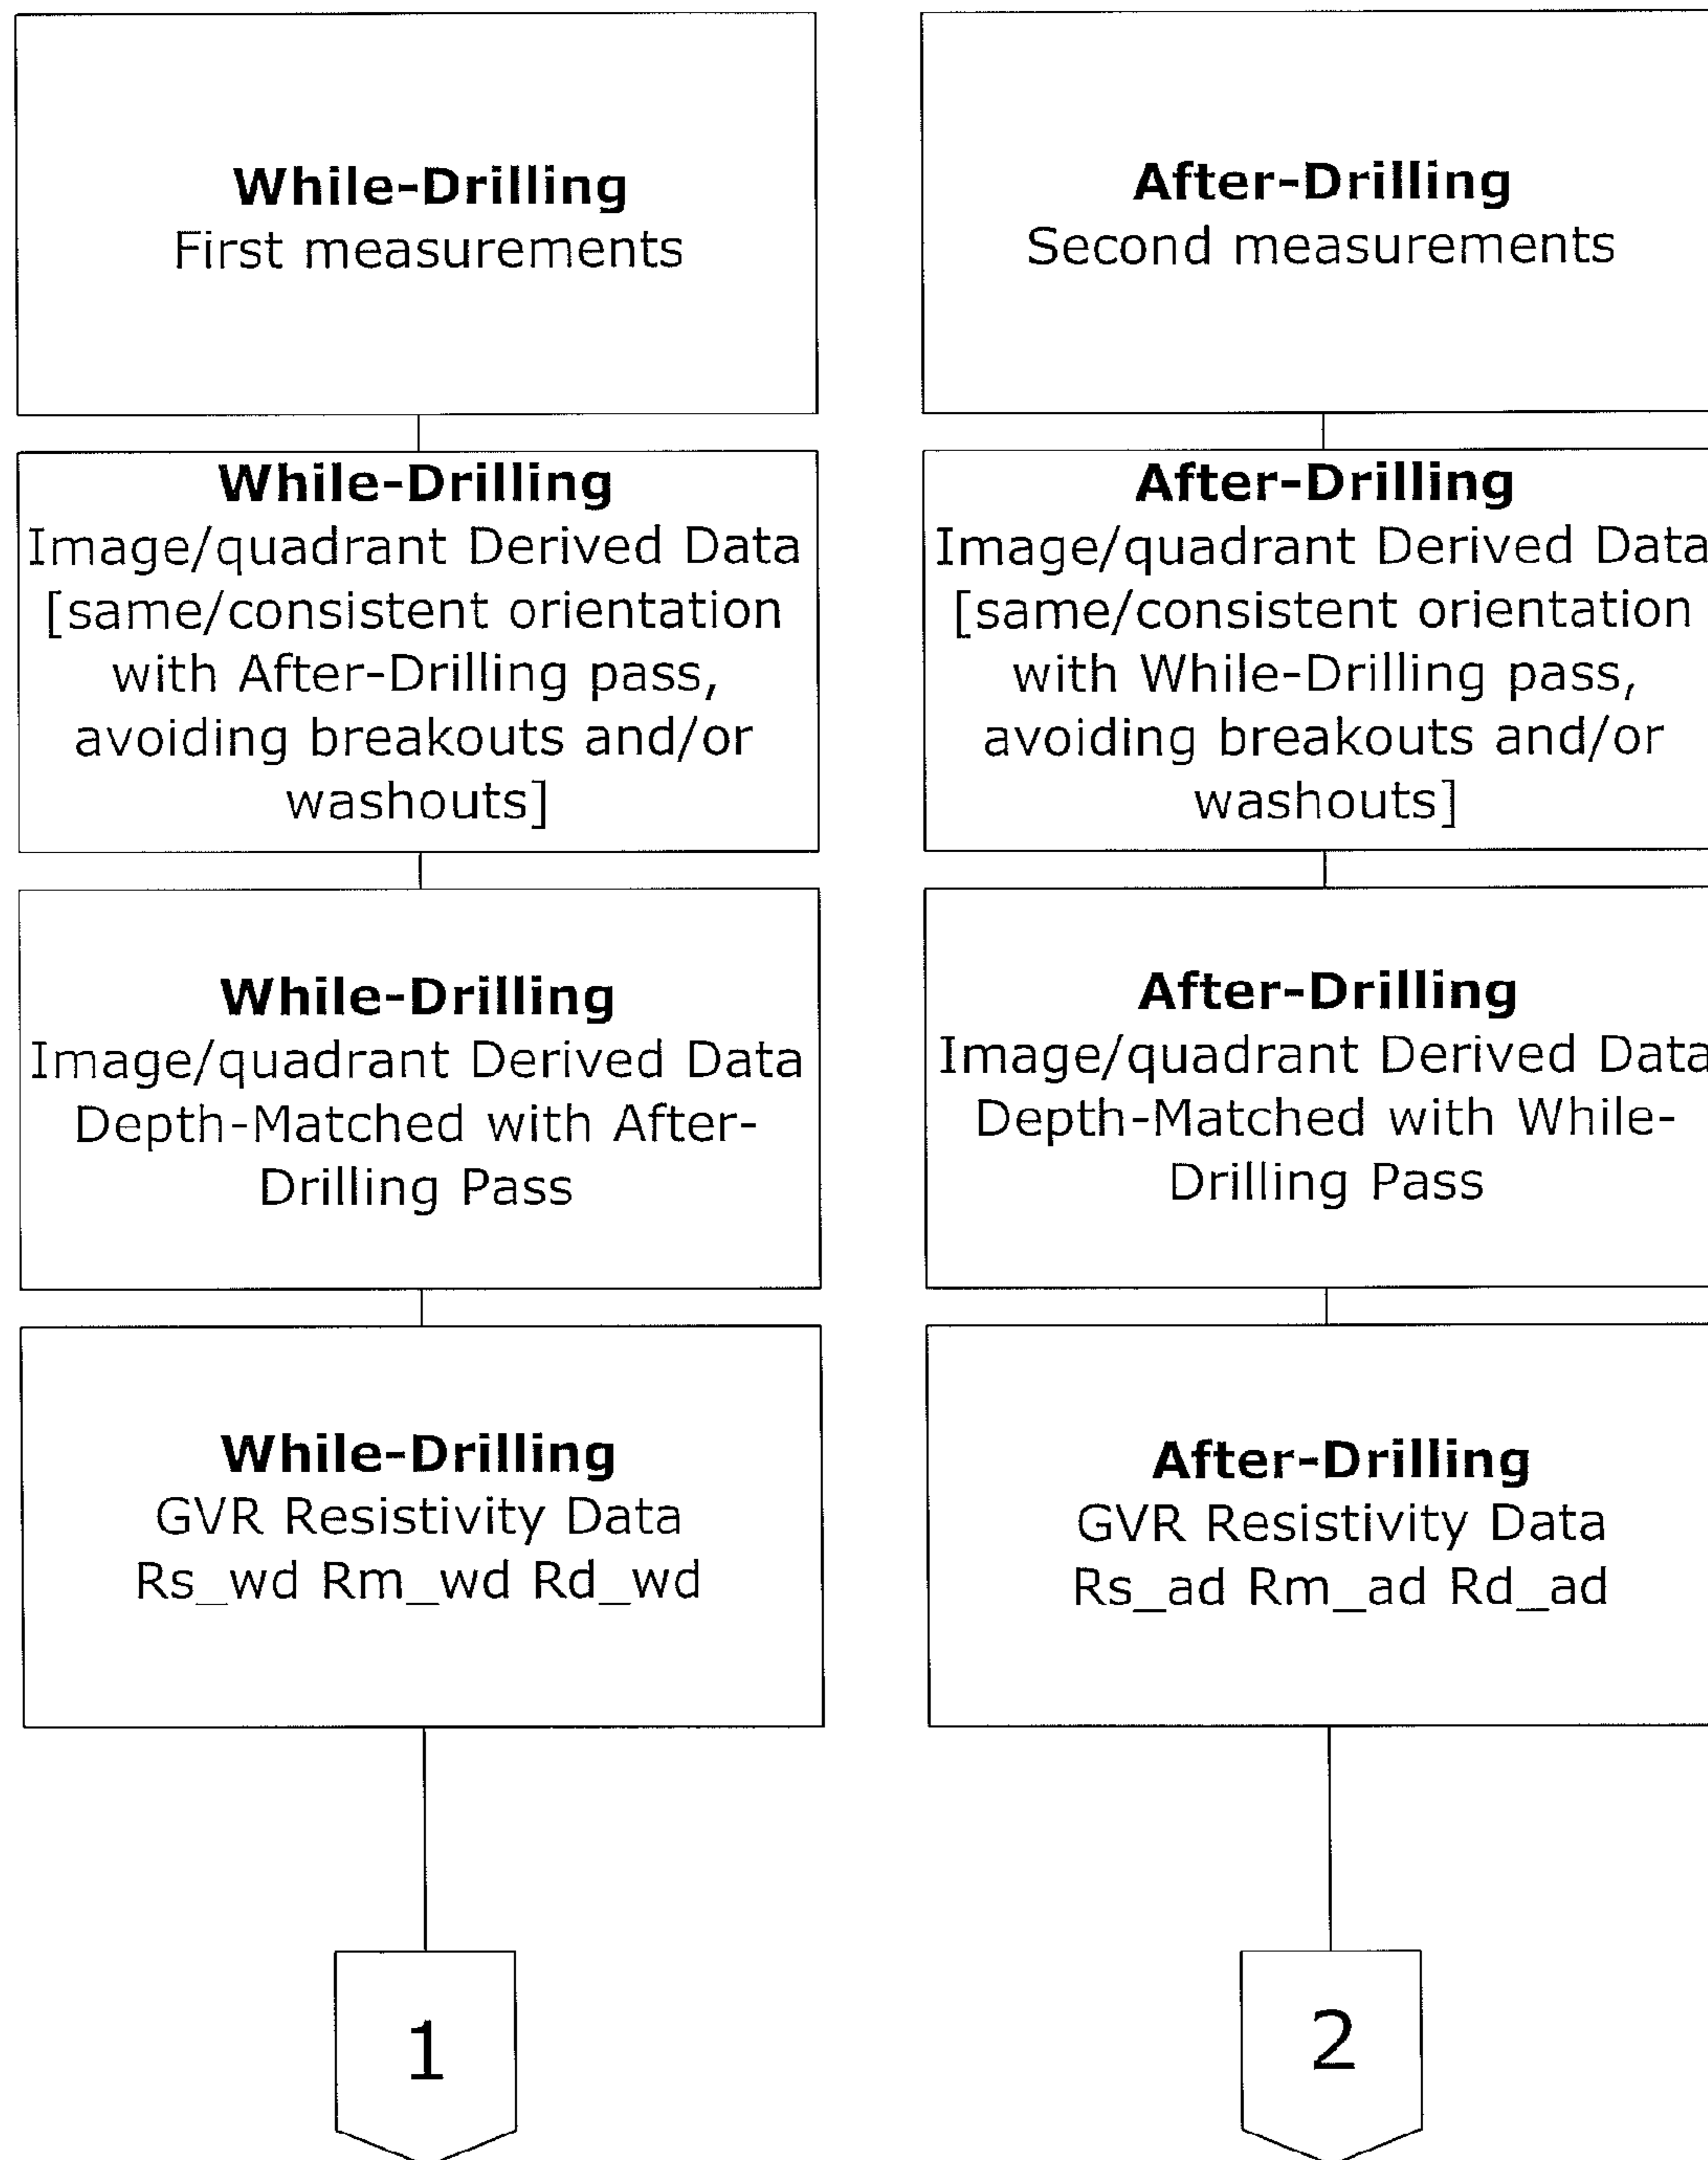 While-Drilling
First measurements
While-Drilling
Image/quadrant Derived Data
[same/consistent orientation
with After-Drilling pass,
avoiding breakouts and/or
washouts]
While-Drilling
Image/quadrant Derived Data
Depth-Matched with After-
Drilling Pass
While-Drilling
GVR Resistivity Data
Rs_wd Rm_wd Rd_wd
1
After-Drilling
Second measurements
After-Drilling
Image/quadrant Derived Data
[same/consistent orientation
with While-Drilling pass,
avoiding breakouts and/or
washouts]
After-Drilling
Image/quadrant Derived Data
Depth-Matched with While-
Drilling Pass
After-Drilling
GVR Resistivity Data
Rs_ad Rm_ad Rd_ad
2